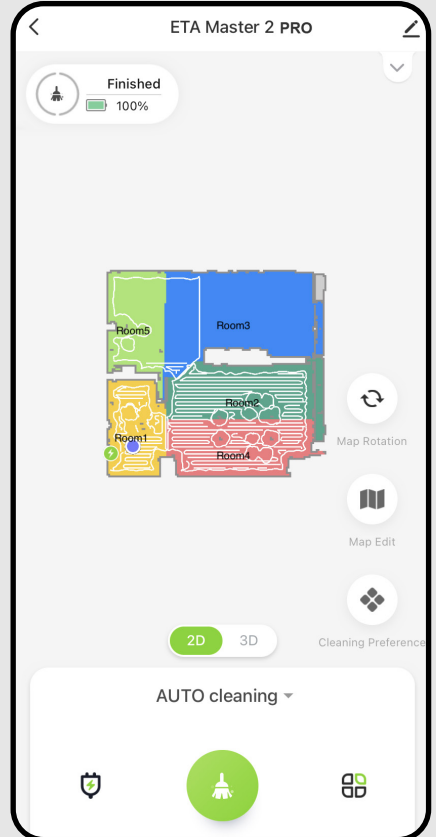 ETA Master 2 PRO
Finished
100%
Room5
Room3
Room2
Room1
Room4
Map Rotation
Map Edit
Cleaning Preference
2D 3D
AUTO cleaning